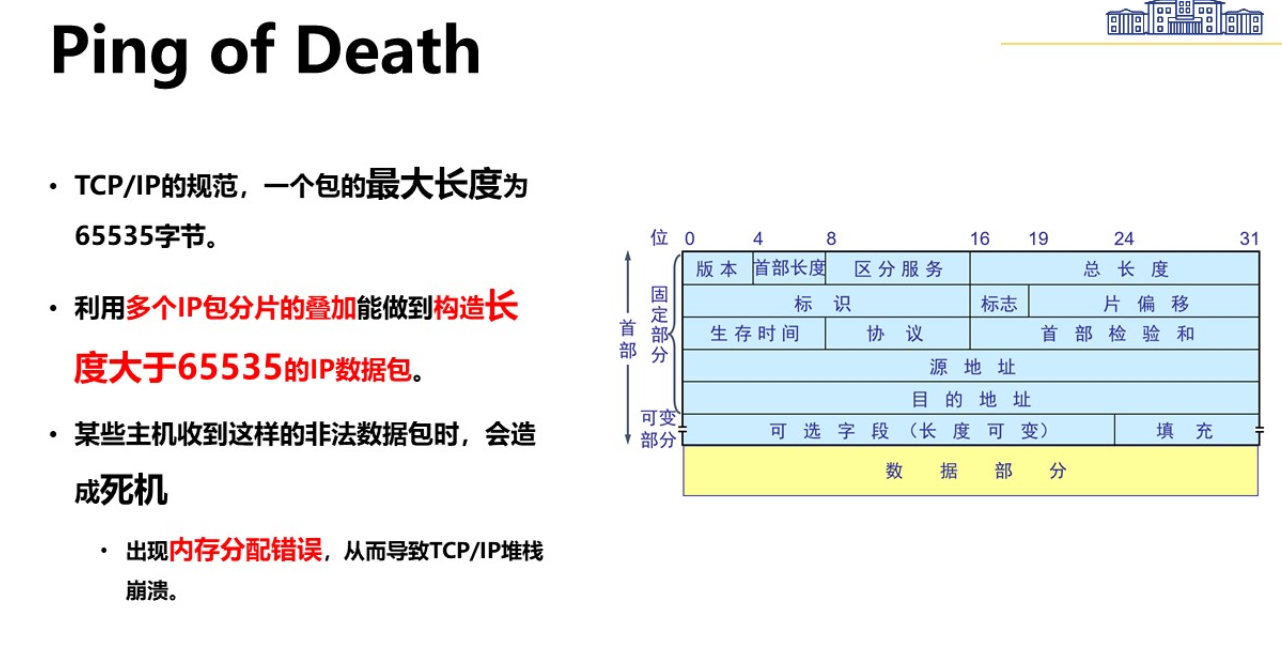 Ping of Death
• TCP/IP的规范，一个包的最大长度为
65535字节。
• 利用多个IP包分片的叠加能做到构造长
度大于65535的IP数据包。
• 某些主机收到这样的非法数据包时，会造
成死机
• 出现内存分配错误，从而导致TCP/IP堆栈
崩溃。
位 0 4 8 16 19 24 31
版本 首部长度 区分服务 总长度
标识 标志 片偏移
生存时间 协议 首部检验和
源地址
目的地址
可选字段（长度可变） 填充
数据部分
首部
固定部分
可变
部分